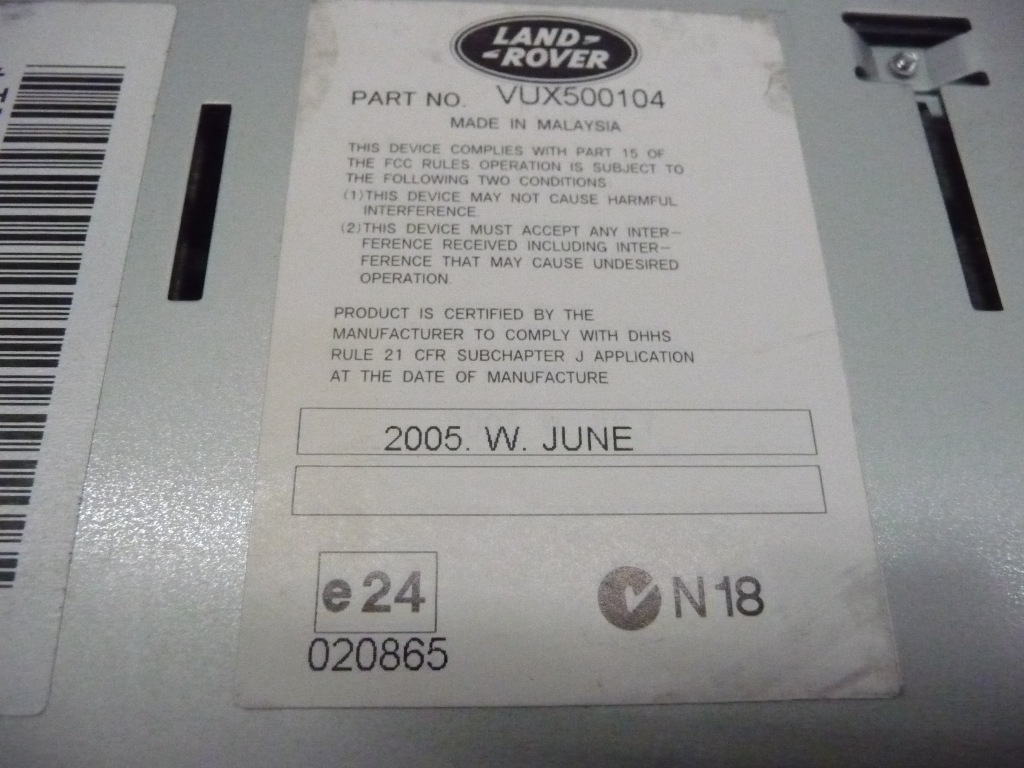 LAND-
-ROVER
PART NO. VUX500104
MADE IN MALAYSIA
THIS DEVICE COMPLIES WITH PART 15 OF
THE FCC RULES OPERATION IS SUBJECT TO
THE FOLLOWING TWO CONDITIONS
(1)THIS DEVICE MAY NOT CAUSE HARMFUL
INTERFERENCE.
(2)THIS DEVICE MUST ACCEPT ANY INTER-
FERENCE RECEIVED INCLUDING INTER-
FERENCE THAT MAY CAUSE UNDESIRED
OPERATION.
PRODUCT IS CERTIFIED BY THE
MANUFACTURER TO COMPLY WITH DHHS
RULE 21 CFR SUBCHAPTER J APPLICATION
AT THE DATE OF MANUFACTURE
2005. W. JUNE
e24
020865
N18